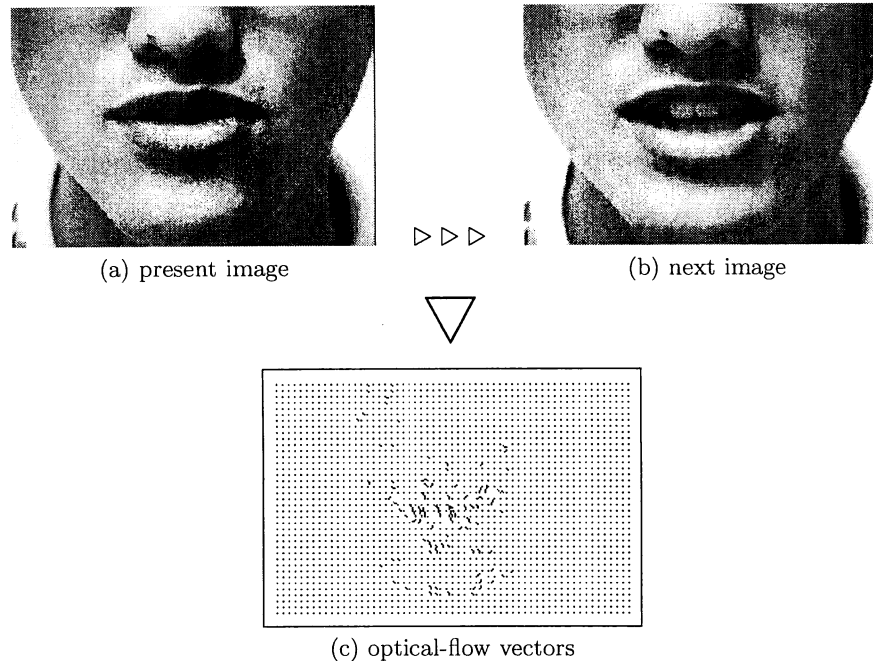 (a) present image
(b) next image
(c) optical-flow vectors